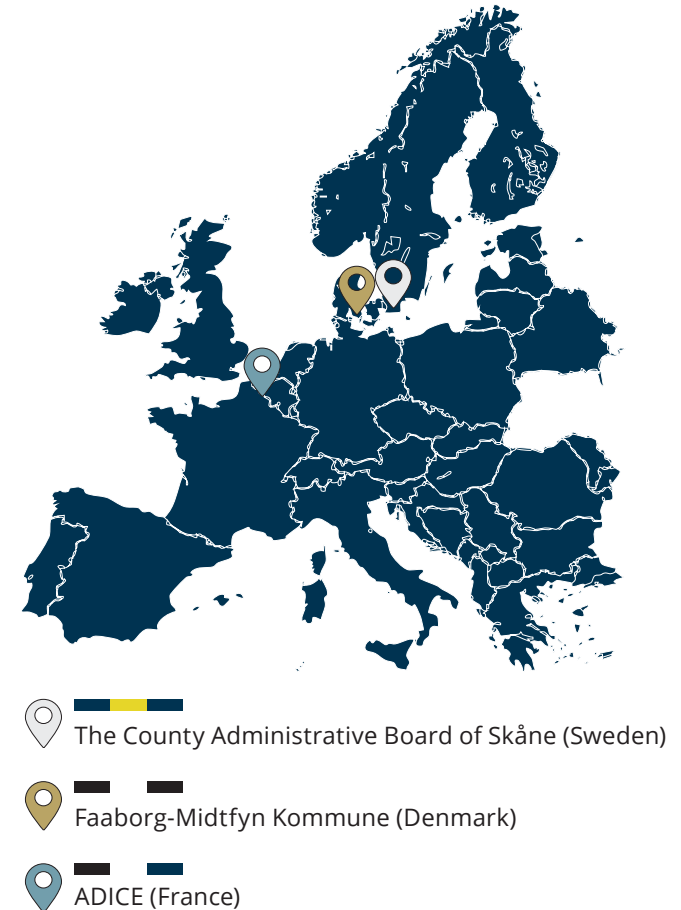 The County Administrative Board of Skåne (Sweden)
Faaborg-Midtfyn Kommune (Denmark)
ADICE (France)